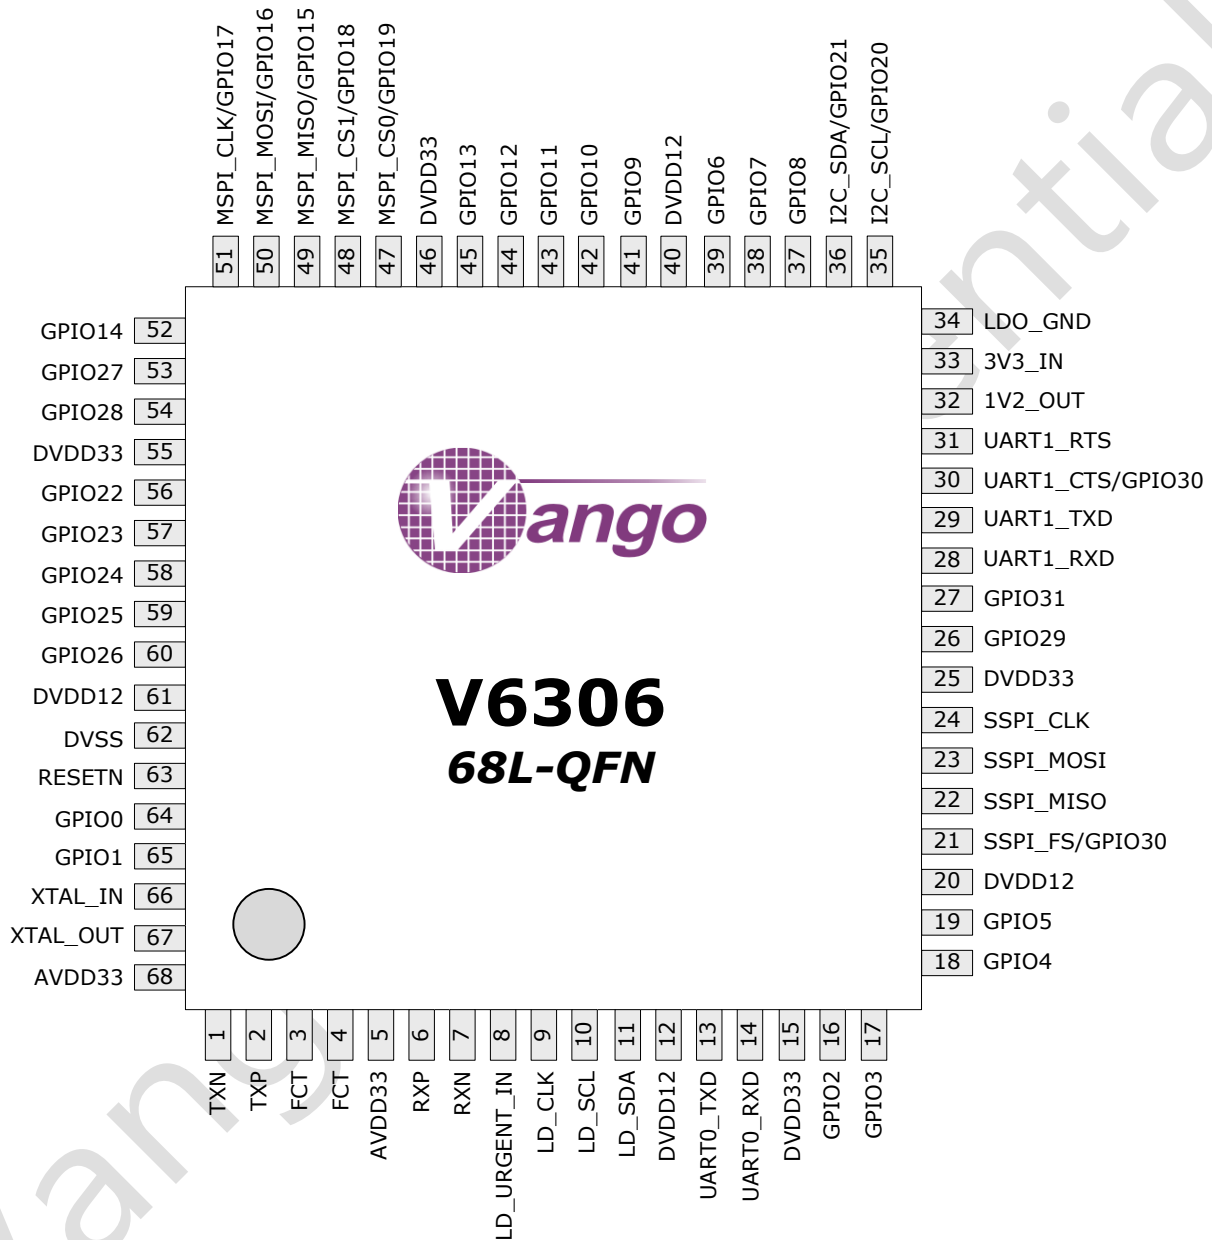 MSPI_CLK/GPIO17
MSPI_MOSI/GPIO16
MSPI_MISO/GPIO15
MSPI_CS1/GPIO18
MSPI_CS0/GPIO19
DVDD33
GPIO13
GPIO12
GPIO11
GPIO10
GPIO9
DVDD12
GPIO6
GPIO7
GPIO8
I2C_SDA/GPIO21
I2C_SCL/GPIO20
51
50
49
48
47
46
45
44
43
42
41
40
39
38
37
36
35
GPIO14 52
GPIO27 53
GPIO28 54
DVDD33 55
GPIO22 56
GPIO23 57
GPIO24 58
GPIO25 59
GPIO26 60
DVDD12 61
DVSS 62
RESETN 63
GPIO0 64
GPIO1 65
XTAL_IN 66
XTAL_OUT 67
AVDD33 68
Vango
V6306
68L-QFN
34 LDO_GND
33 3V3_IN
32 1V2_OUT
31 UART1_RTS
30 UART1_CTS/GPIO30
29 UART1_TXD
28 UART1_RXD
27 GPIO31
26 GPIO29
25 DVDD33
24 SSPI_CLK
23 SSPI_MOSI
22 SSPI_MISO
21 SSPI_FS/GPIO30
20 DVDD12
19 GPIO5
18 GPIO4
1
2
3
4
5
6
7
8
9
10
11
12
13
14
15
16
17
TXN
TXP
FCT
FCT
AVDD33
RXP
RXN
LD_URGENT_IN
LD_CLK
LD_SCL
LD_SDA
DVDD12
UART0_TXD
UART0_RXD
DVDD33
GPIO2
GPIO3
Vang
ential